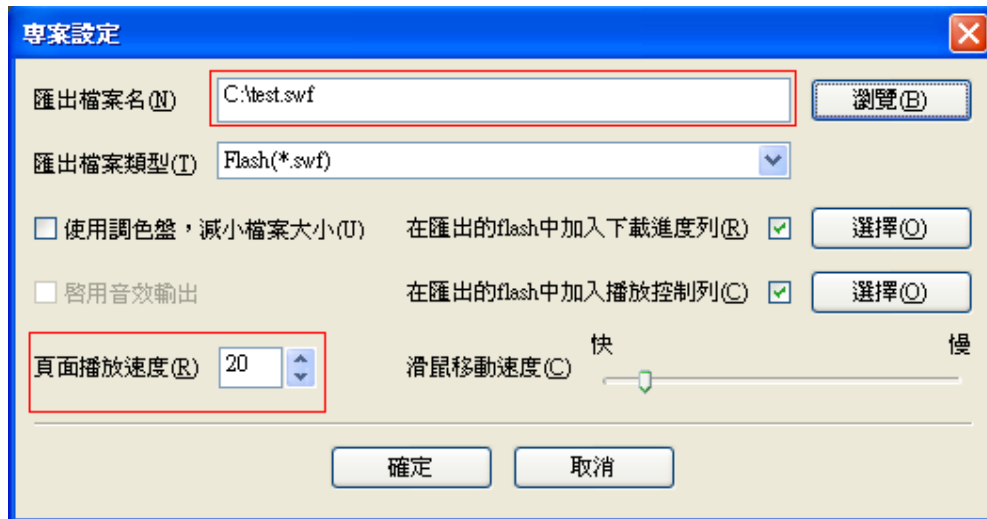 專案設定
匯出檔案名(N) C:\test.swf 瀏覽(B)
匯出檔案類型(T) Flash(*.swf)
使用調色盤，減小檔案大小(U) 在匯出的flash中加入下載進度列(R) 選擇(O)
啓用音效輸出 在匯出的flash中加入播放控制列(C) 選擇(O)
頁面播放速度(R) 20 滑鼠移動速度(C) 快 慢
確定 取消